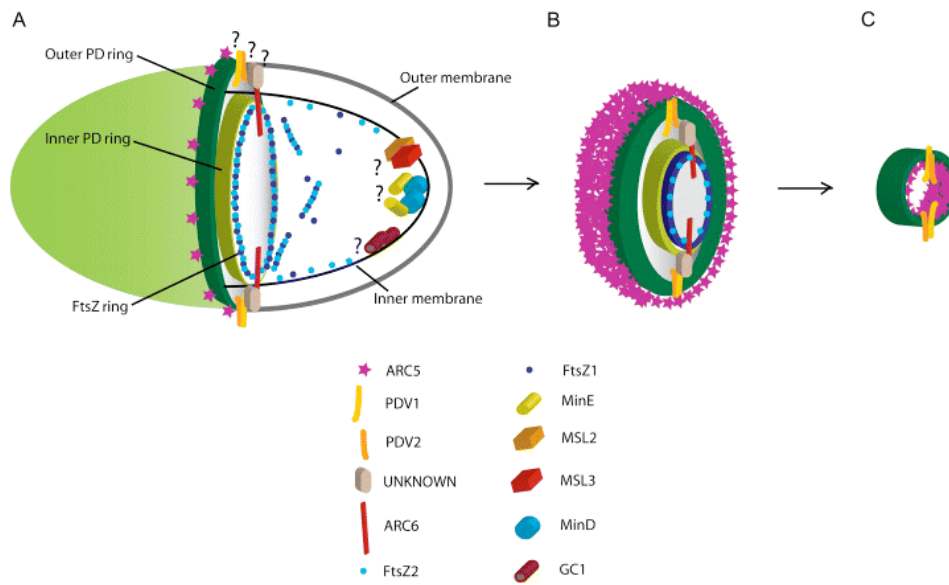 A
B
C
?
?
?
Outer PD ring
Outer membrane
Inner PD ring
?
?
?
FtsZ ring
Inner membrane
ARC5
FtsZ1
PDV1
MinE
PDV2
MSL2
UNKNOWN
MSL3
ARC6
MinD
FtsZ2
GC1